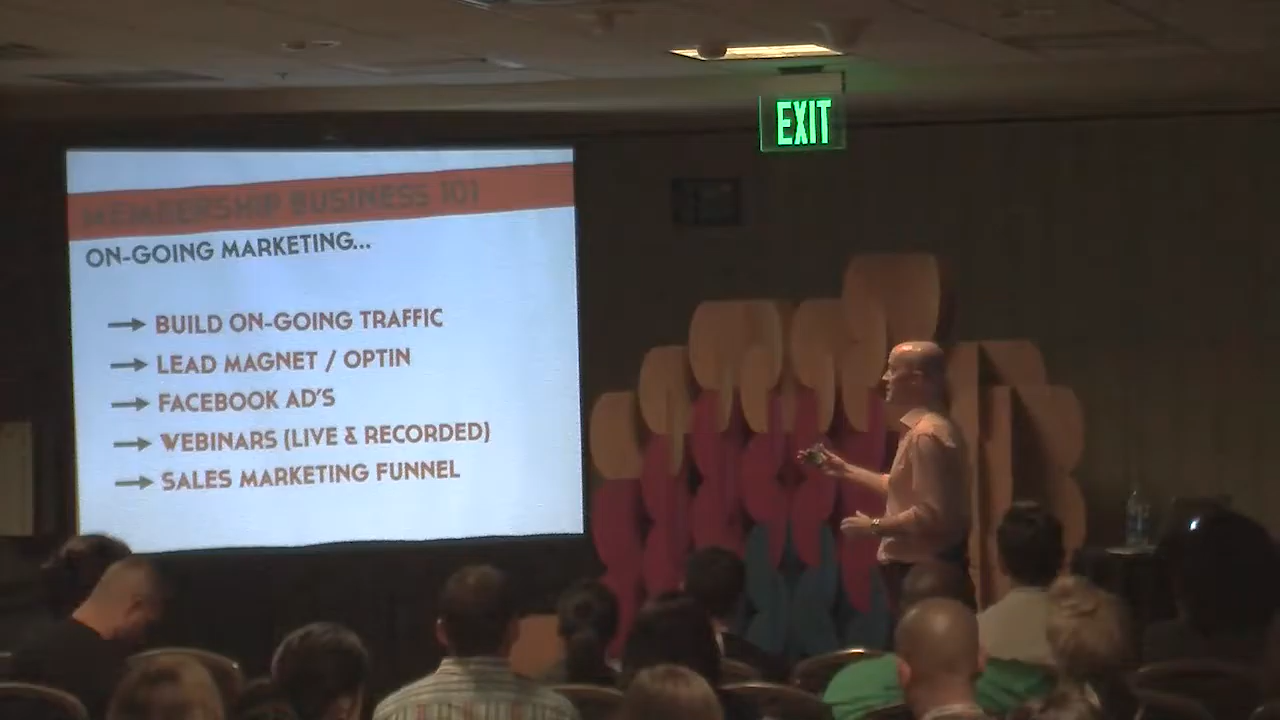 EXIT
MEMBERSHIP BUSINESS 101
ON-GOING MARKETING...
→ BUILD ON-GOING TRAFFIC
→ LEAD MAGNET / OPTIN
→ FACEBOOK AD'S
→ WEBINARS (LIVE & RECORDED)
→ SALES MARKETING FUNNEL